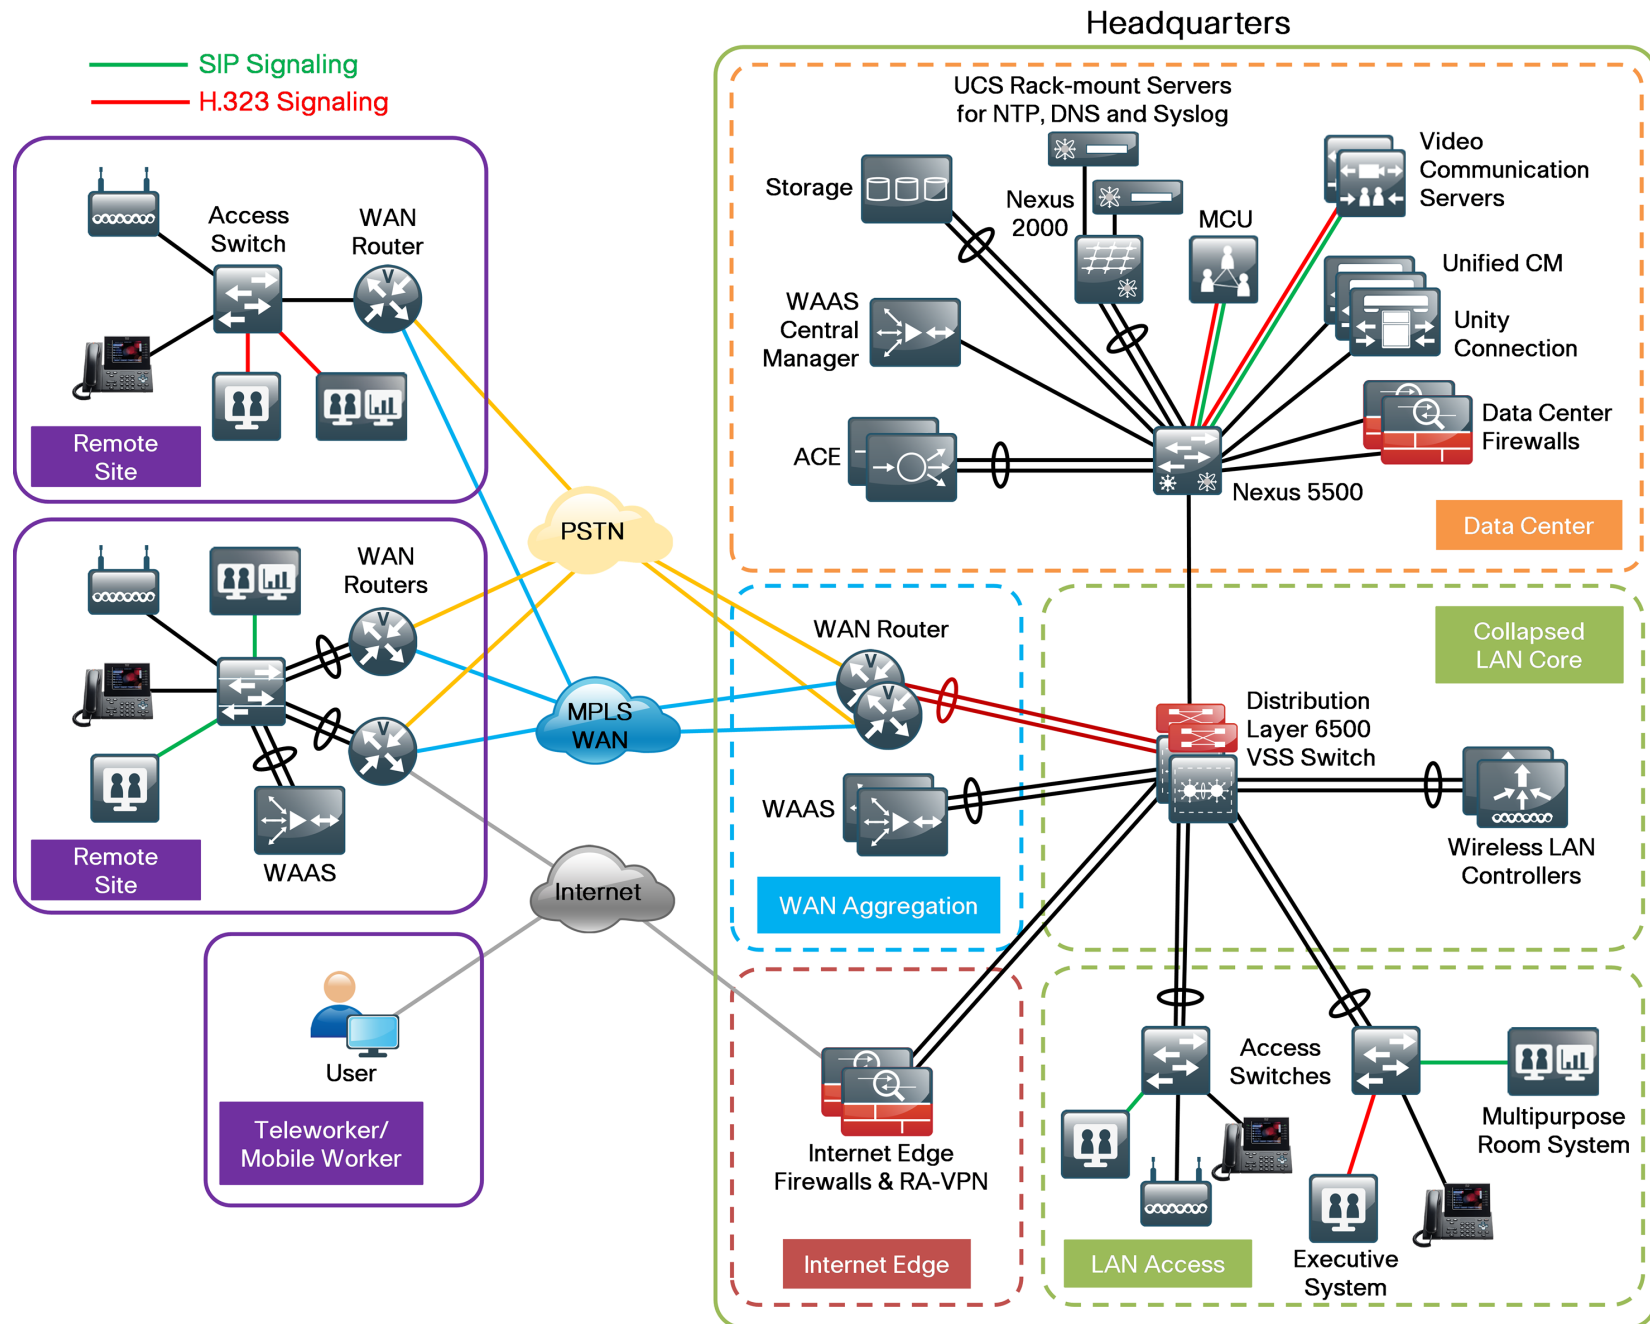 Headquarters
SIP Signaling
H.323 Signaling
Access
Switch
WAN
Router
V
Remote
Site
WAN
Routers
V
V
WAAS
Remote
Site
User
Teleworker/
Mobile Worker
PSTN
MPLS
WAN
Internet
UCS Rack-mount Servers
for NTP, DNS and Syslog
Storage
Nexus
2000
MCU
Video
Communication
Servers
Unified CM
WAAS
Central
Manager
Unity
Connection
ACE
Data Center
Firewalls
Nexus 5500
Data Center
WAN Router
V
V
WAAS
WAN Aggregation
Collapsed
LAN Core
Distribution
Layer 6500
VSS Switch
Wireless LAN
Controllers
Internet Edge
Firewalls & RA-VPN
Internet Edge
Access
Switches
Multipurpose
Room System
Executive
System
LAN Access